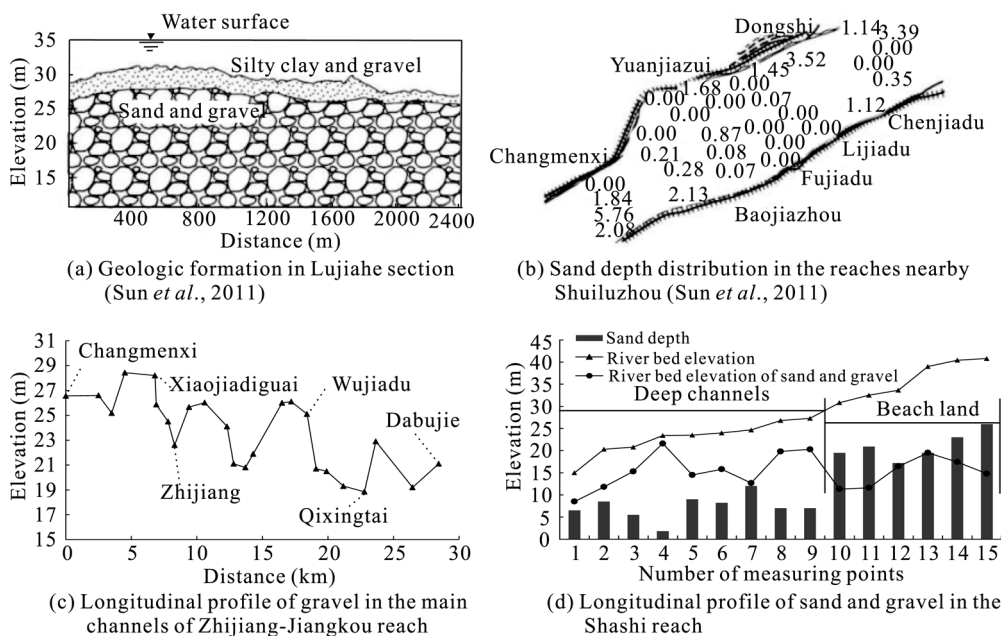 Water surface
35
30
25
20
15
Elevation (m)
Silty clay and gravel
Sand and gravel
400 800 1200 1600 2000 2400
Distance (m)
(a) Geologic formation in Lujiahe section
(Sun et al., 2011)
Dongshi
1.14
3.39
0.00
0.00
0.35
3.52
1.45
Yuanjiazui
1.68
0.00
0.00
0.00
0.07
1.12
Chenjiadu
0.00
0.87
0.00
0.00
Lijiadu
0.21
0.08
0.00
Changmenxi
0.28
0.07
Fujiadu
0.00
1.84
2.13
Baojiazhou
5.76
2.08
(b) Sand depth distribution in the reaches nearby
Shuiluzhou (Sun et al., 2011)
31
29
27
25
23
21
19
17
15
Elevation (m)
Changmenxi
Xiaojiadiguai
Wujiadu
Dabujie
Zhijiang
Qixingtai
0 5 10 15 20 25 30
Distance (km)
(c) Longitudinal profile of gravel in the main
channels of Zhijiang-Jiangkou reach
45
40
35
30
25
20
15
10
5
0
Elevation (m)
Sand depth
River bed elevation
River bed elevation of sand and gravel
Deep channels
Beach land
1 2 3 4 5 6 7 8 9 10 11 12 13 14 15
Number of measuring points
(d) Longitudinal profile of sand and gravel in the
Shashi reach